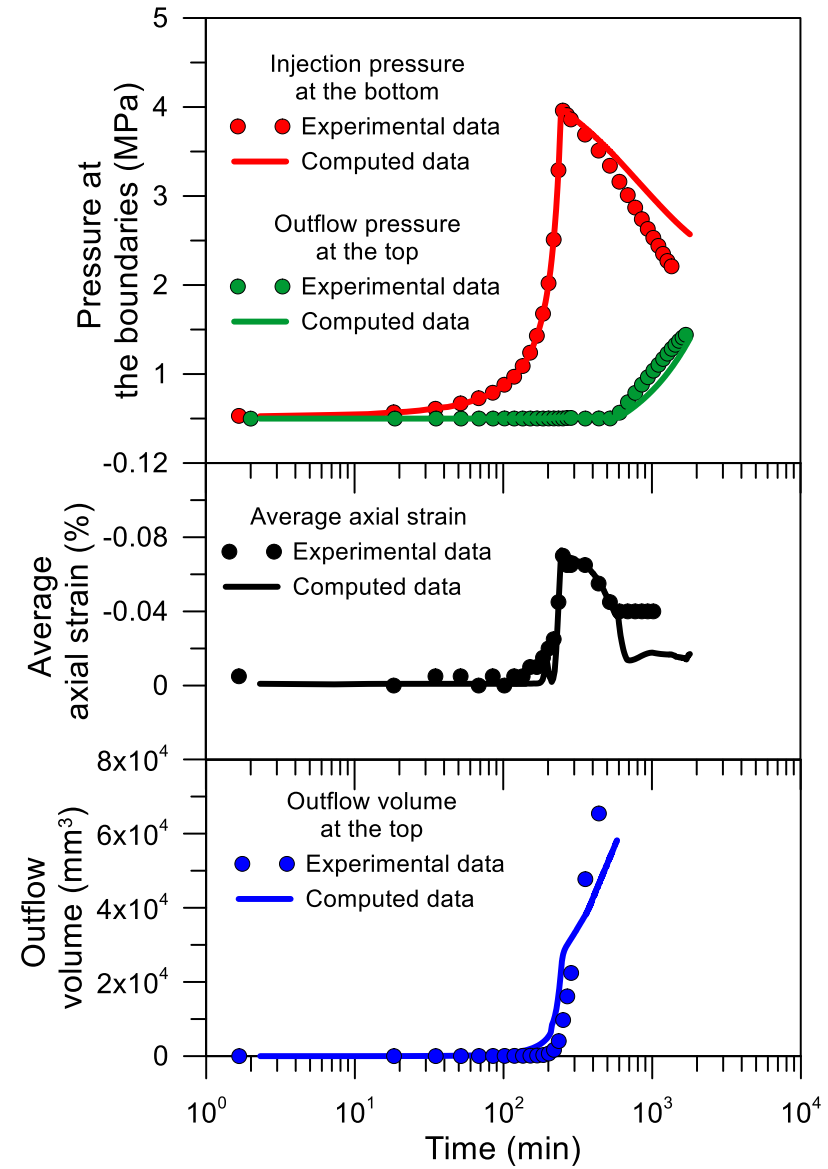 5
4
3
2
1
-0.12
Pressure at
the boundaries (MPa)
Injection pressure
at the bottom
Experimental data
Computed data
Outflow pressure
at the top
Experimental data
Computed data
-0.08
-0.04
0
Average
axial strain (%)
Average axial strain
Experimental data
Computed data
8x10⁴
6x10⁴
4x10⁴
2x10⁴
0
Outflow
volume (mm³)
Outflow volume
at the top
Experimental data
Computed data
10⁰ 10¹ 10² 10³ 10⁴
Time (min)